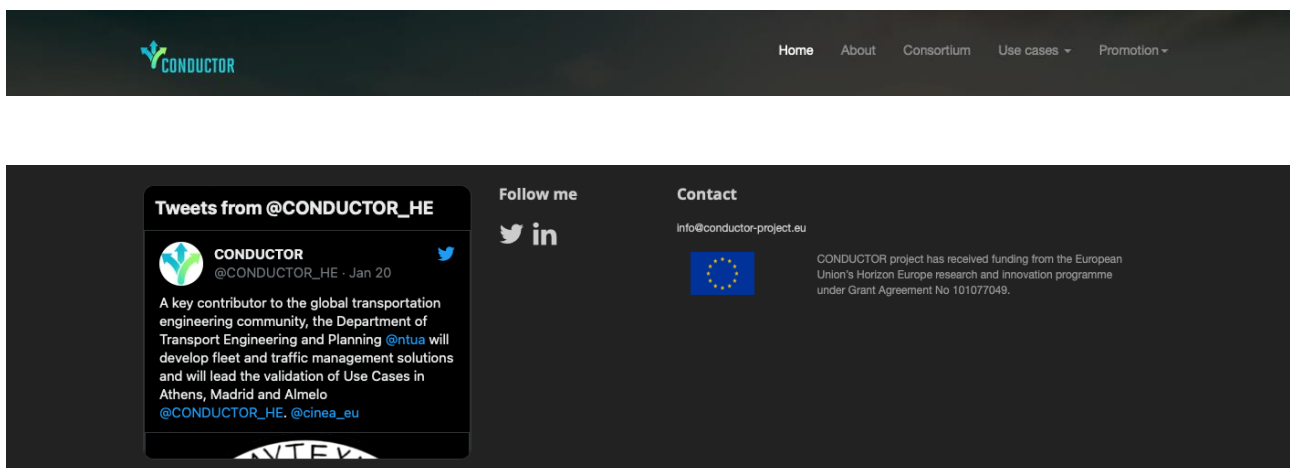 CONDUCTOR
Home About Consortium Use cases Promotion
Tweets from @CONDUCTOR_HE
CONDUCTOR
@CONDUCTOR_HE · Jan 20
A key contributor to the global transportation
engineering community, the Department of
Transport Engineering and Planning @ntua will
develop fleet and traffic management solutions
and will lead the validation of Use Cases in
Athens, Madrid and Almelo
@CONDUCTOR_HE. @cinea_eu
Follow me
in
Contact
info@conductor-project.eu
CONDUCTOR project has received funding from the European
Union's Horizon Europe research and innovation programme
under Grant Agreement No 101077049.